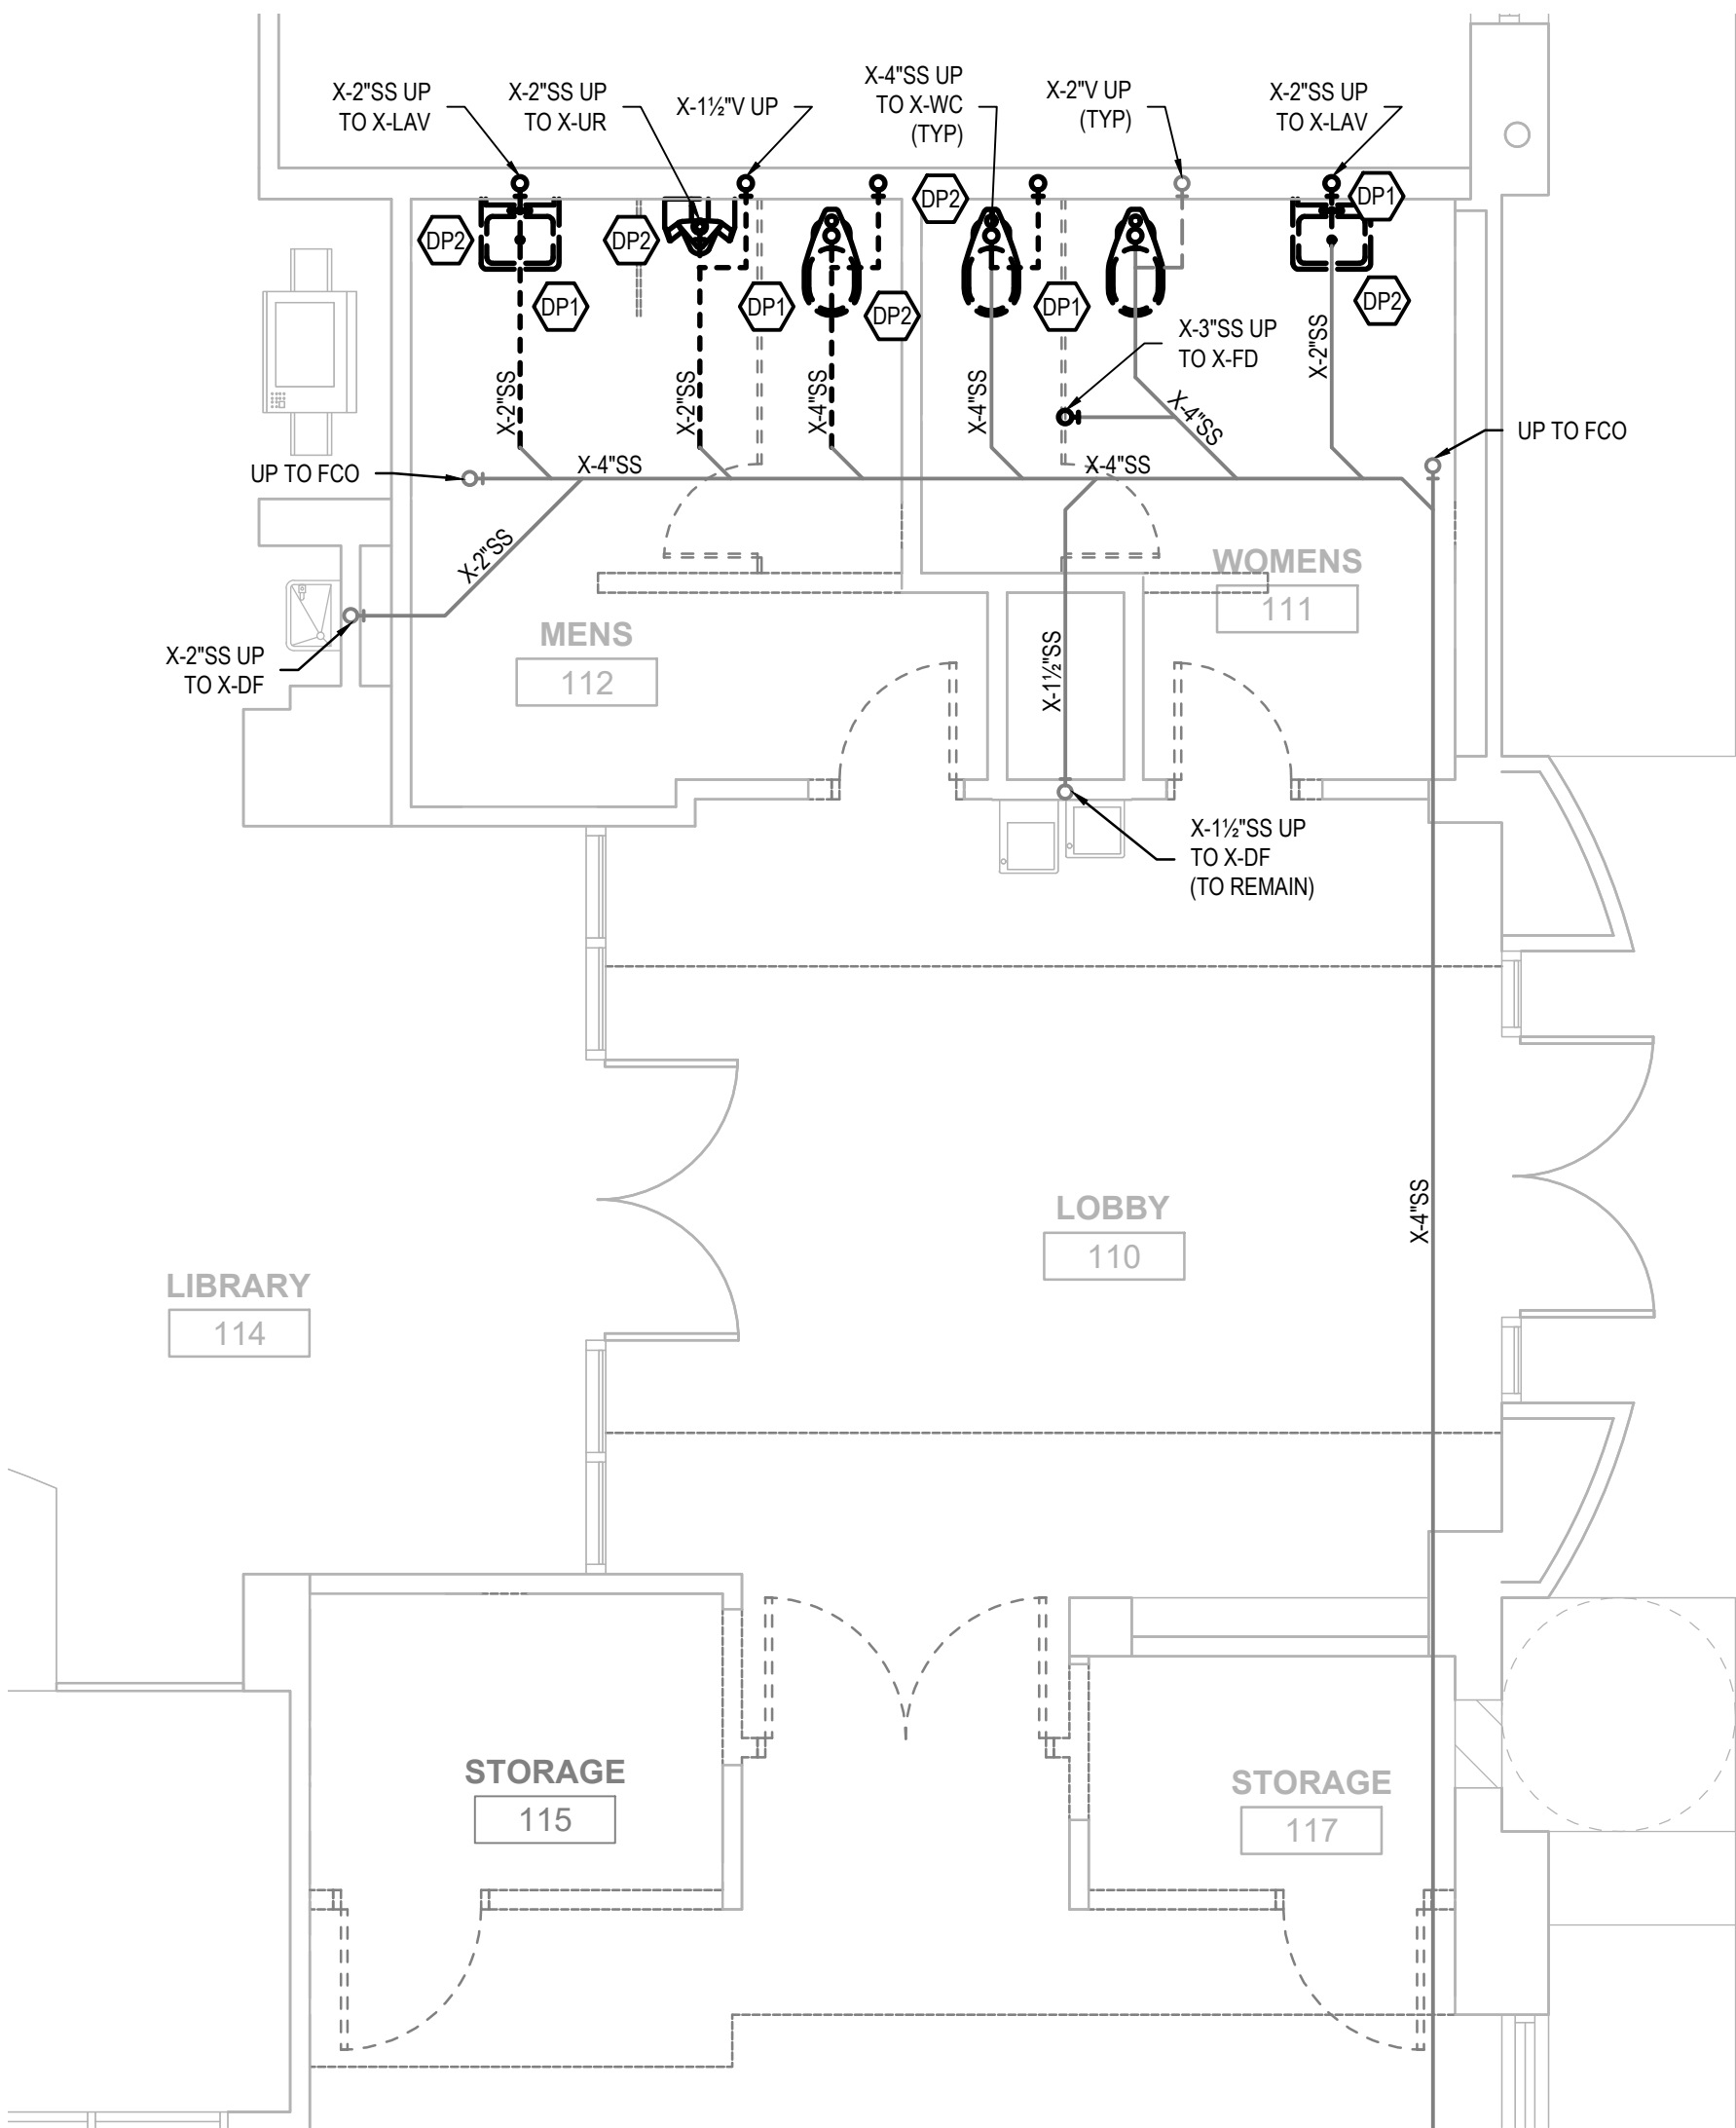 X-2"SS UP
TO X-LAV
X-2"SS UP
TO X-UR
X-1½"V UP
X-4"SS UP
TO X-WC
(TYP)
X-2"V UP
(TYP)
X-2"SS UP
TO X-LAV
DP2
DP2
DP2
DP1
DP1
DP1
DP2
DP1
DP2
X-3"SS UP
TO X-FD
X-2"SS
X-2"SS
X-4"SS
X-4"SS
X-4"SS
X-2"SS
UP TO FCO
UP TO FCO
X-4"SS
X-4"SS
X-2"SS
WOMENS
111
MENS
112
X-2"SS UP
TO X-DF
X-1½"SS
X-1½"SS UP
TO X-DF
(TO REMAIN)
X-4"SS
LOBBY
110
LIBRARY
114
STORAGE
115
STORAGE
117